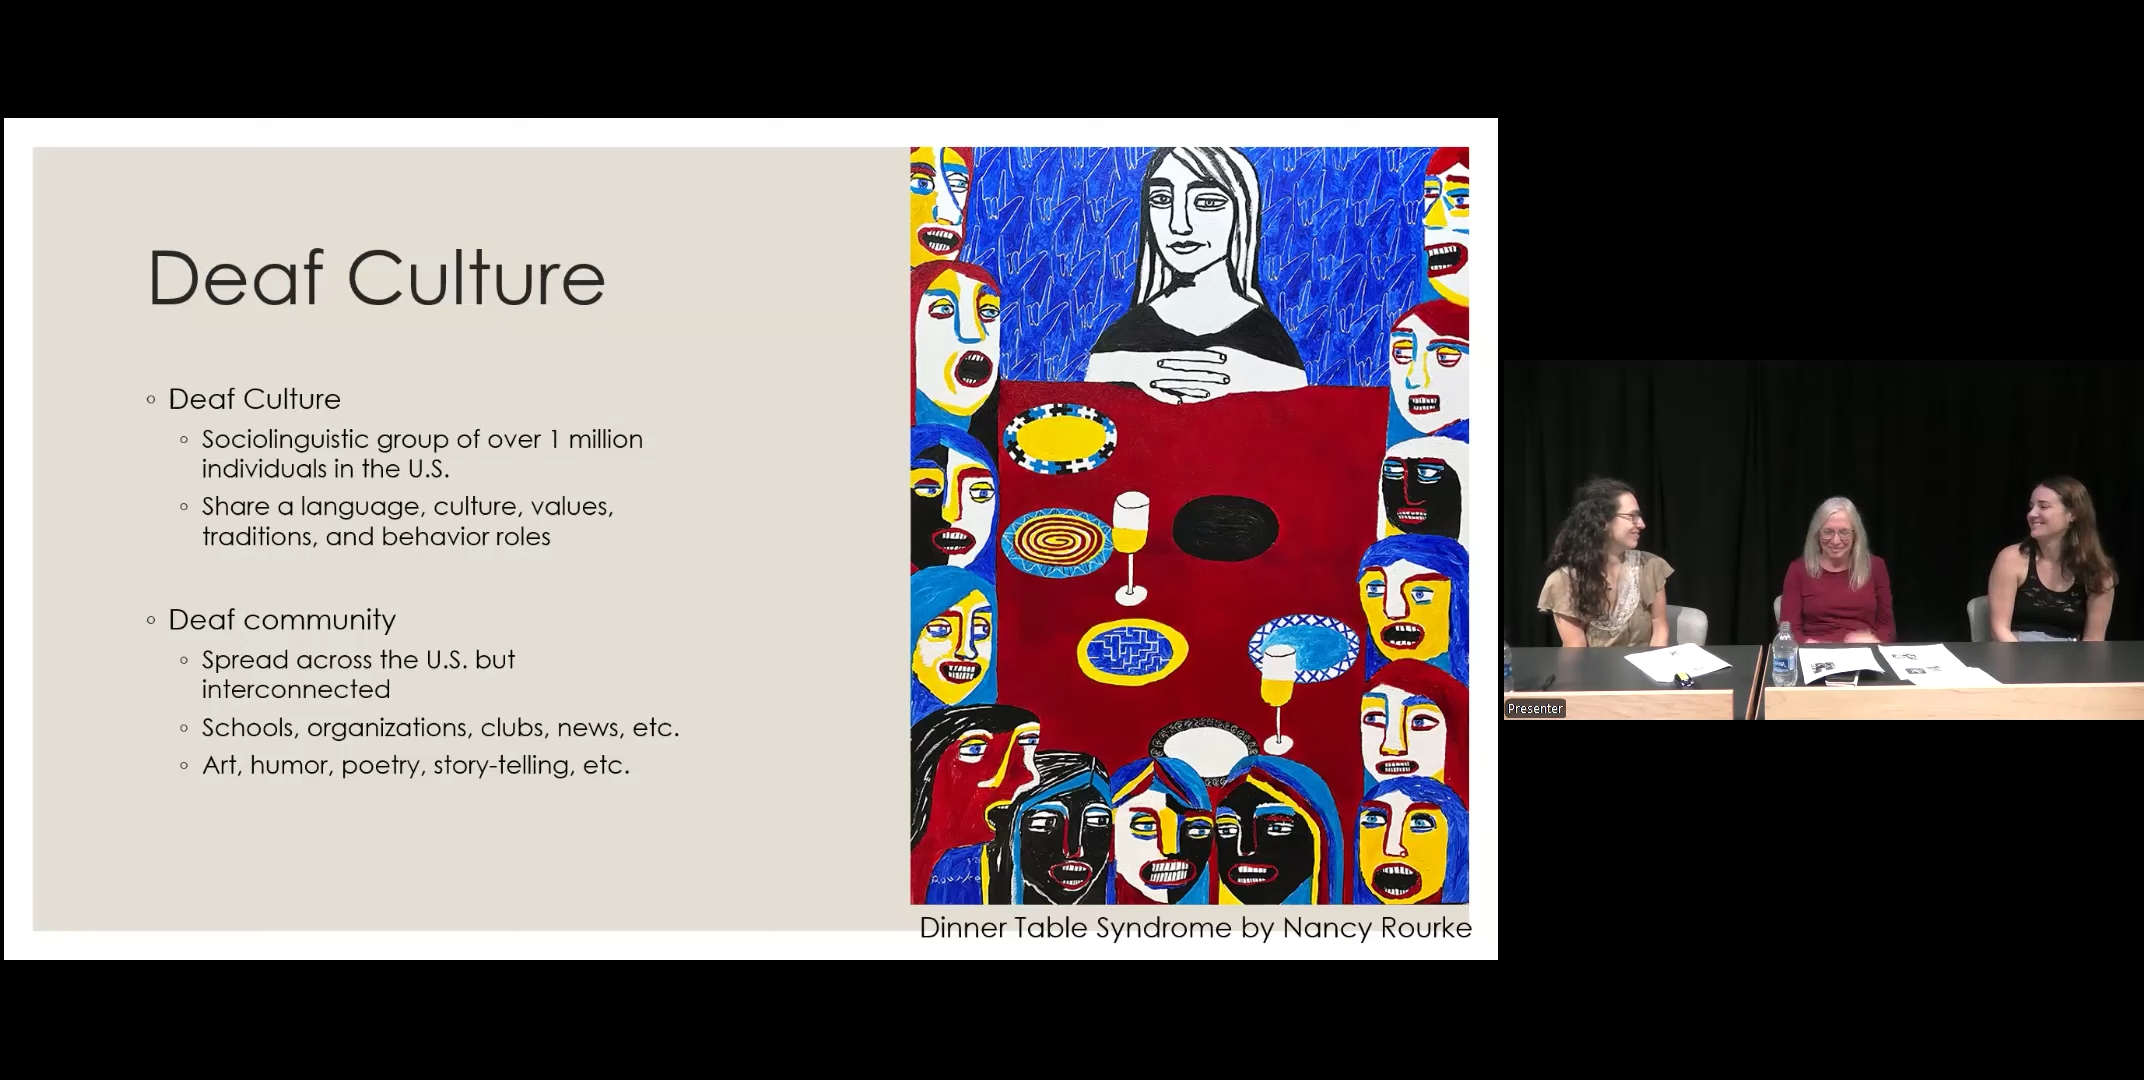 Deaf Culture
Deaf Culture
Sociolinguistic group of over 1 million
individuals in the U.S.
Share a language, culture, values,
traditions, and behavior roles
Deaf community
Spread across the U.S. but
interconnected
Schools, organizations, clubs, news, etc.
Art, humor, poetry, story-telling, etc.
Rourke
Dinner Table Syndrome by Nancy Rourke
Presenter